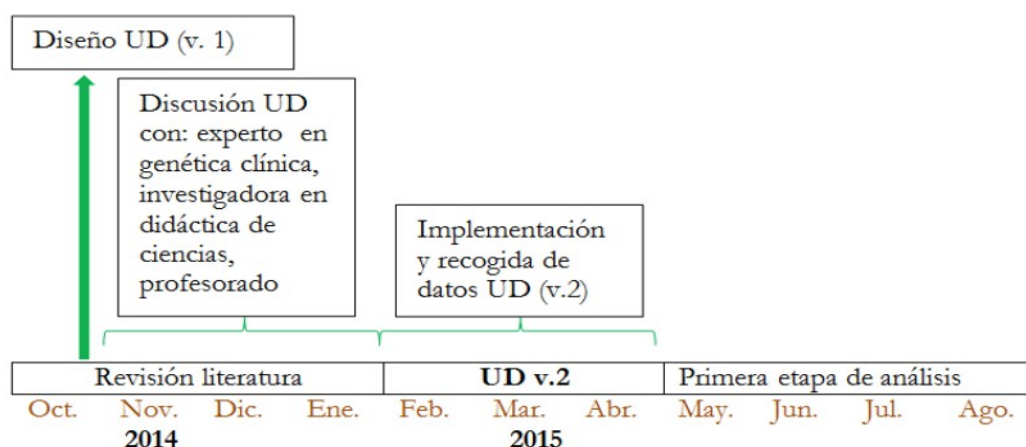 Diseño UD (v. 1)
Discusión UD
con: experto en
genética clínica,
investigadora en
didáctica de
ciencias,
profesorado
Implementación
y recogida de
datos UD (v.2)
Revisión literatura
UD v.2
Primera etapa de análisis
Oct. Nov. Dic. Ene. Feb. Mar. Abr. May. Jun. Jul. Ago.
2014 2015